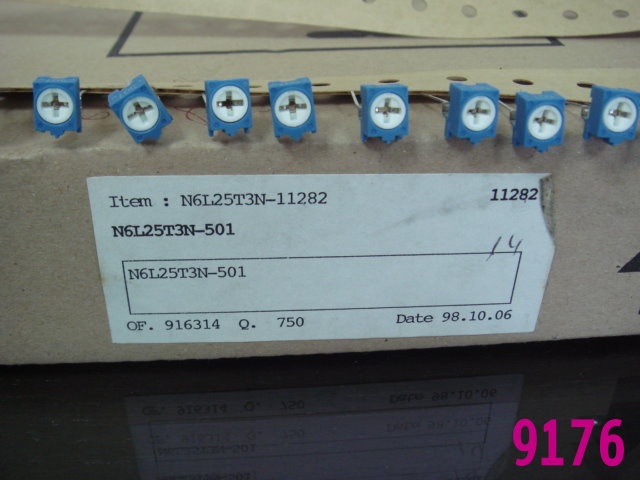 Item : N6L25T3N-11282 11282
N6L25T3N-501
14
N6L25T3N-501
OF. 916314 Q. 750 Date 98.10.06
9176